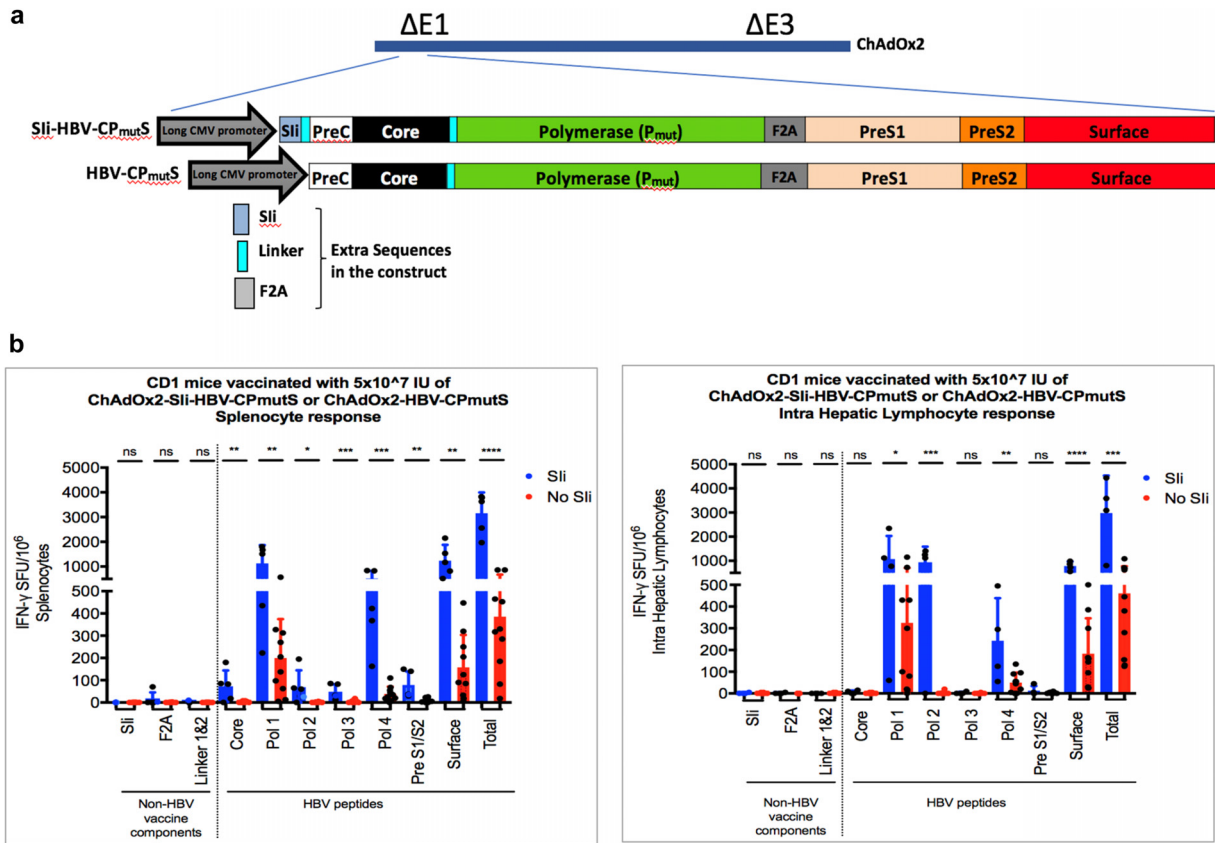 a
ΔE1
ΔE3
ChAdOx2
SIi-HBV-CPmutS
Long CMV promoter
SIi
PreC
Core
Polymerase (Pmut)
F2A
PreS1
PreS2
Surface
HBV-CPmutS
Long CMV promoter
PreC
Core
Polymerase (Pmut)
F2A
PreS1
PreS2
Surface
SIi
Linker
F2A
Extra Sequences
in the construct
b
CD1 mice vaccinated with 5x10^7 IU of
ChAdOx2-SIi-HBV-CPmutS or ChAdOx2-HBV-CPmutS
Splenocyte response
ns ns ns ** ** * *** *** ** ** ****
5000
4000
3000
2000
1000
500
400
300
200
100
0
IFN-γ SFU/10^6
Splenocytes
SIi
No SIi
SIi
F2A
Linker 1&2
Core
Pol 1
Pol 2
Pol 3
Pol 4
Pre S1/S2
Surface
Total
Non-HBV
vaccine
components
HBV peptides
CD1 mice vaccinated with 5x10^7 IU of
ChAdOx2-SIi-HBV-CPmutS or ChAdOx2-HBV-CPmutS
Intra Hepatic Lymphocyte response
ns ns ns ns * *** ns ** ns **** ***
5000
4000
3000
2000
1000
500
400
300
200
100
0
IFN-γ SFU/10^6
Intra Hepatic Lymphocytes
SIi
No SIi
SIi
F2A
Linker 1&2
Core
Pol 1
Pol 2
Pol 3
Pol 4
Pre S1/S2
Surface
Total
Non-HBV
vaccine
components
HBV peptides